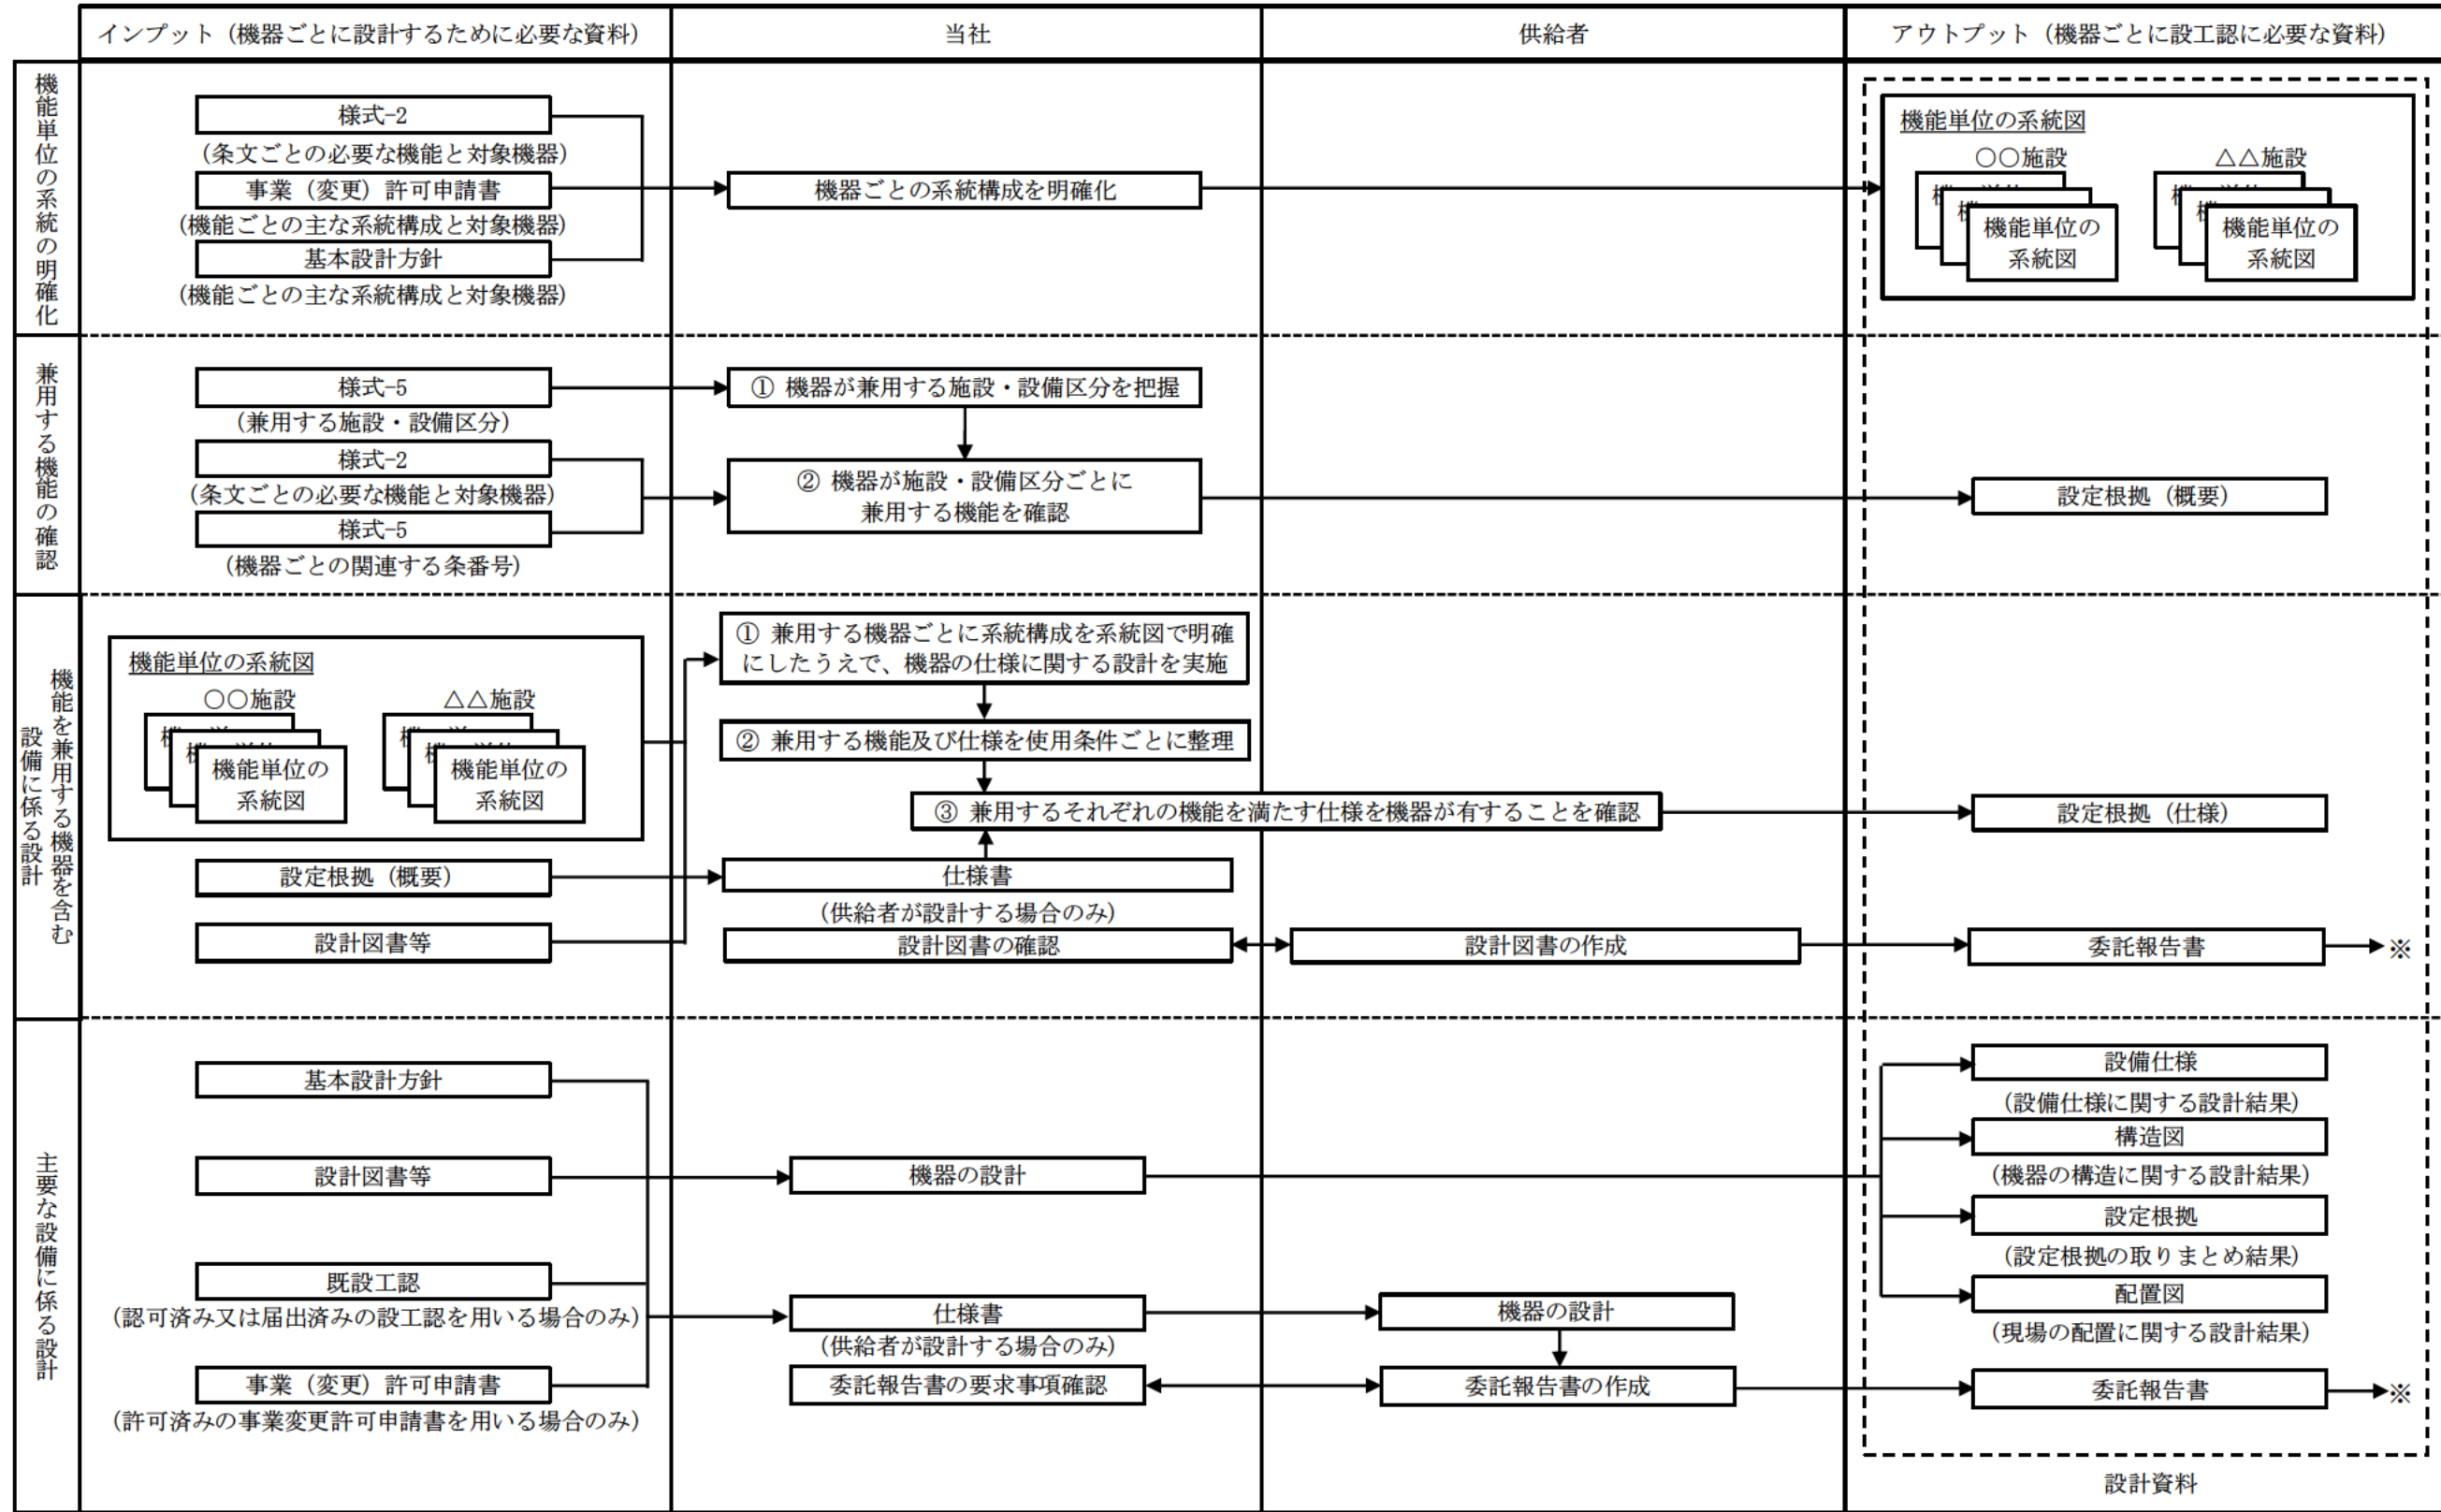 インプット（機器ごとに設計するために必要な資料）
当社
供給者
アウトプット（機器ごとに設工認に必要な資料）
機能単位の系統の明確化
様式-2
（条文ごとの必要な機能と対象機器）
事業（変更）許可申請書
（機能ごとの主な系統構成と対象機器）
基本設計方針
（機能ごとの主な系統構成と対象機器）
機器ごとの系統構成を明確化
機能単位の系統図
〇〇施設
機能単位の
系統図
△△施設
機能単位の
系統図
兼用する機能の確認
様式-5
（兼用する施設・設備区分）
様式-2
（条文ごとの必要な機能と対象機器）
様式-5
（機器ごとの関連する条番号）
① 機器が兼用する施設・設備区分を把握
② 機器が施設・設備区分ごとに
兼用する機能を確認
設定根拠（概要）
機能を兼用する機器を含む
設備に係る設計
機能単位の系統図
〇〇施設
機能単位の
系統図
△△施設
機能単位の
系統図
設定根拠（概要）
設計図書等
① 兼用する機器ごとに系統構成を系統図で明確
にしたうえで、機器の仕様に関する設計を実施
② 兼用する機能及び仕様を使用条件ごとに整理
③ 兼用するそれぞれの機能を満たす仕様を機器が有することを確認
仕様書
（供給者が設計する場合のみ）
設計図書の確認
設計図書の作成
設定根拠（仕様）
委託報告書
※
主要な設備に係る設計
基本設計方針
設計図書等
既設工認
（認可済み又は届出済みの設工認を用いる場合のみ）
事業（変更）許可申請書
（許可済みの事業変更許可申請書を用いる場合のみ）
機器の設計
仕様書
（供給者が設計する場合のみ）
委託報告書の要求事項確認
機器の設計
委託報告書の作成
設備仕様
（設備仕様に関する設計結果）
構造図
（機器の構造に関する設計結果）
設定根拠
（設定根拠の取りまとめ結果）
配置図
（現場の配置に関する設計結果）
委託報告書
※
設計資料